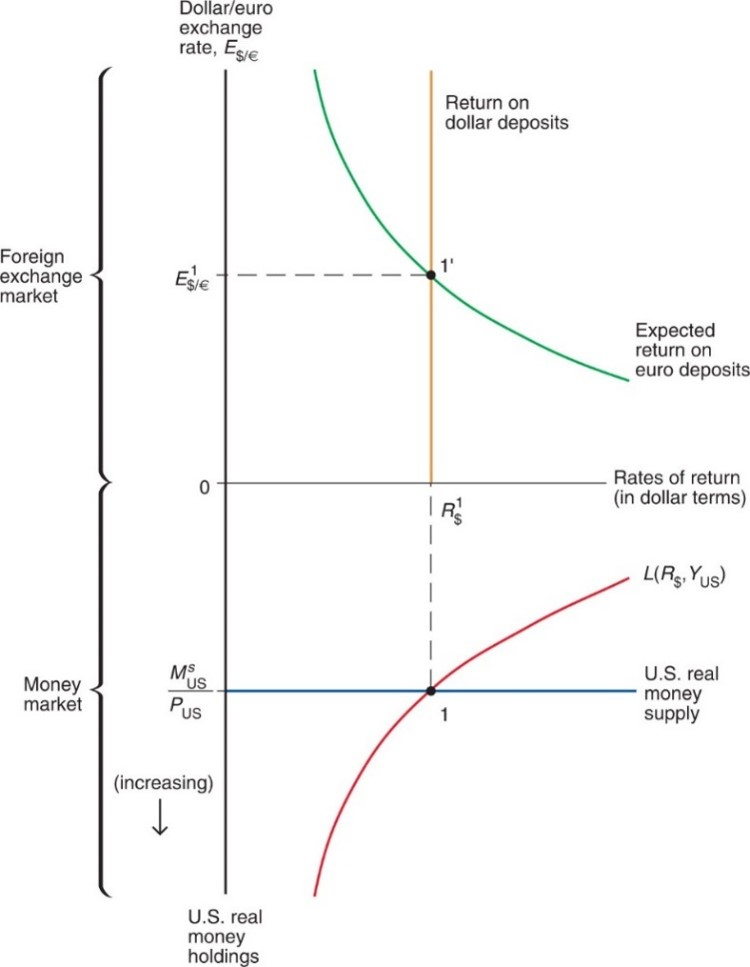 Dollar/euro
exchange
rate, E$/€
Return on
dollar deposits
Foreign
exchange
market
E¹$/€
1'
Expected
return on
euro deposits
0
Rates of return
(in dollar terms)
R¹$
L(R$, YUS)
Money
market
MˢUS
PUS
U.S. real
money
supply
1
(increasing)
U.S. real
money
holdings